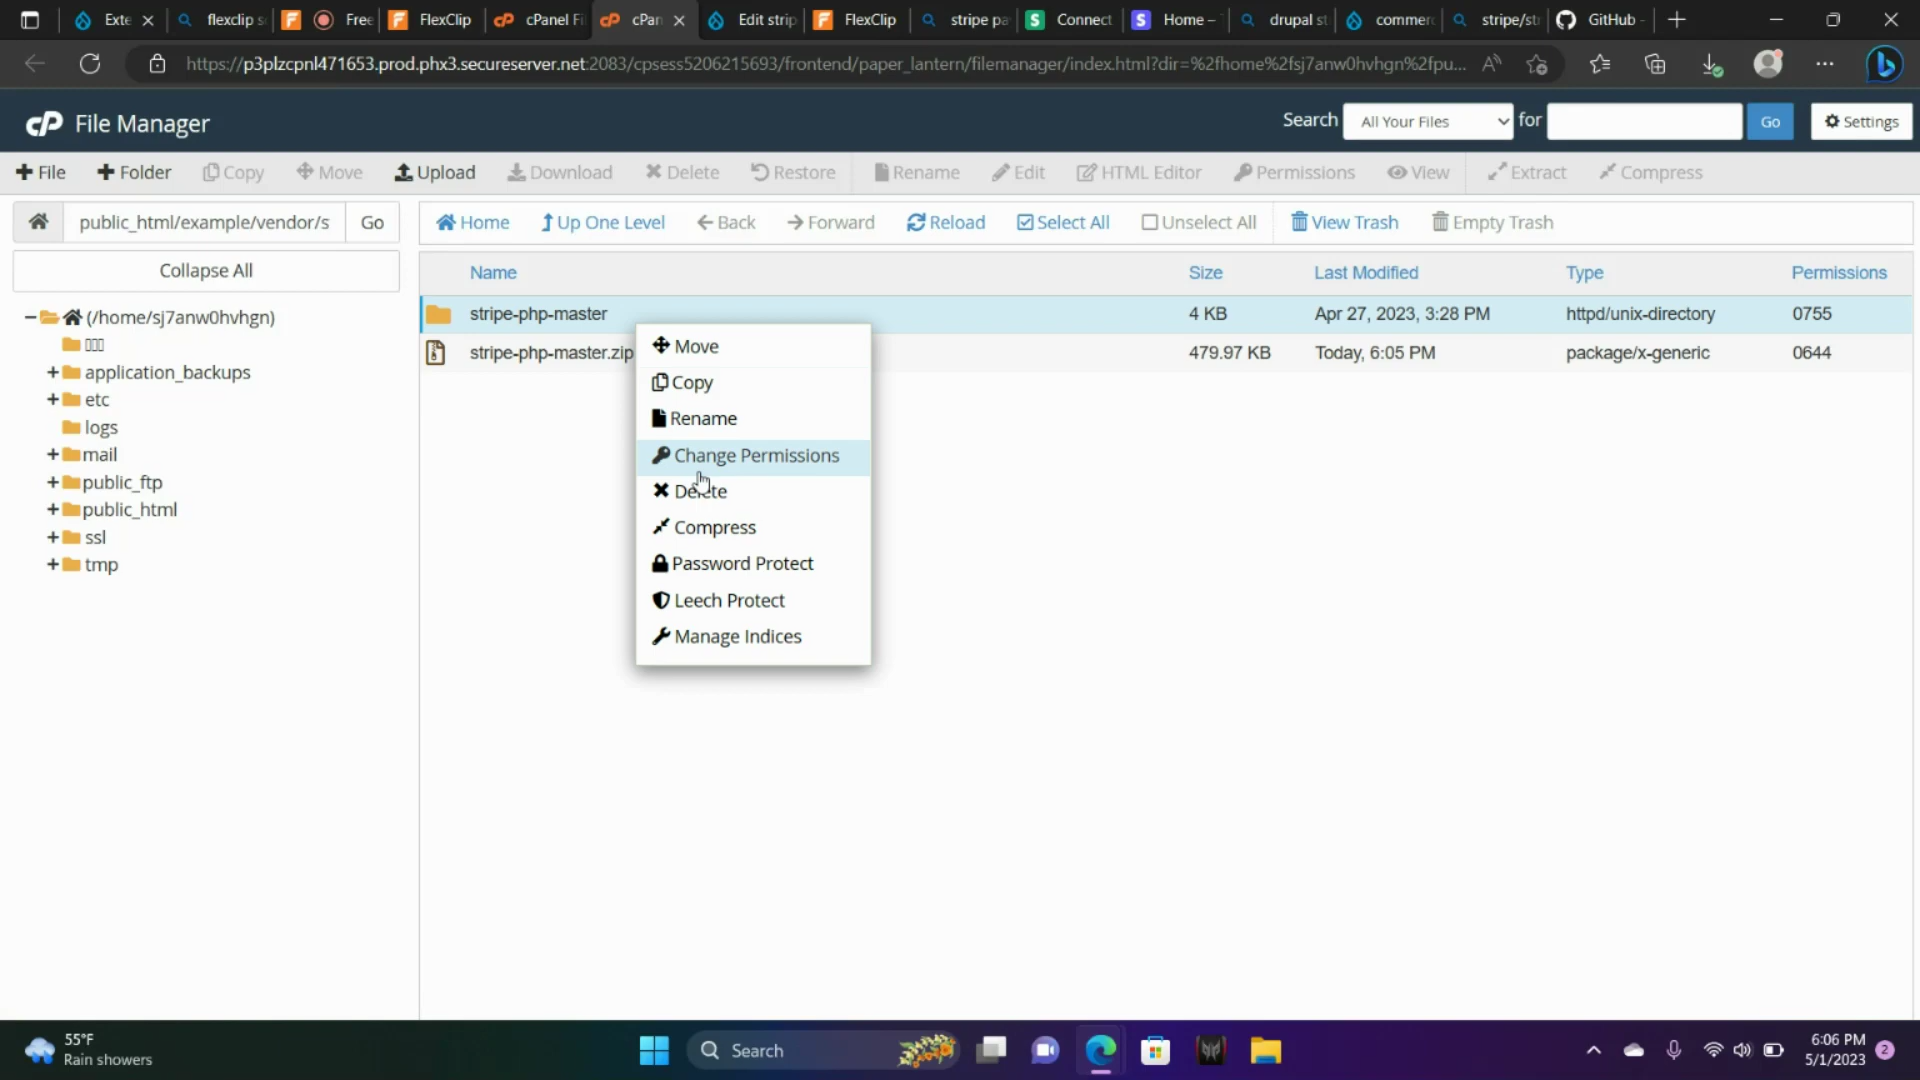 Exte
flexclip s
Free
FlexClip
cPanel Fi
cPan
Edit strip
FlexClip
stripe pa
Connect
Home –
drupal st
commerc
stripe/str
GitHub -
https://p3plzcpnl471653.prod.phx3.secureserver.net:2083/cpsess5206215693/frontend/paper_lantern/filemanager/index.html?dir=%2fhome%2fsj7anw0hvhgn%2fpu...
cP File Manager
Search All Your Files for Go Settings
File Folder Copy Move Upload Download Delete Restore Rename Edit HTML Editor Permissions View Extract Compress
public_html/example/vendor/s Go
Home Up One Level Back Forward Reload Select All Unselect All View Trash Empty Trash
Collapse All
(/home/sj7anw0hvhgn)
application_backups
etc
logs
mail
public_ftp
public_html
ssl
tmp
Name Size Last Modified Type Permissions
stripe-php-master 4 KB Apr 27, 2023, 3:28 PM httpd/unix-directory 0755
stripe-php-master.zip 479.97 KB Today, 6:05 PM package/x-generic 0644
Move
Copy
Rename
Change Permissions
Delete
Compress
Password Protect
Leech Protect
Manage Indices
55°F
Rain showers
Search
6:06 PM
5/1/2023
2